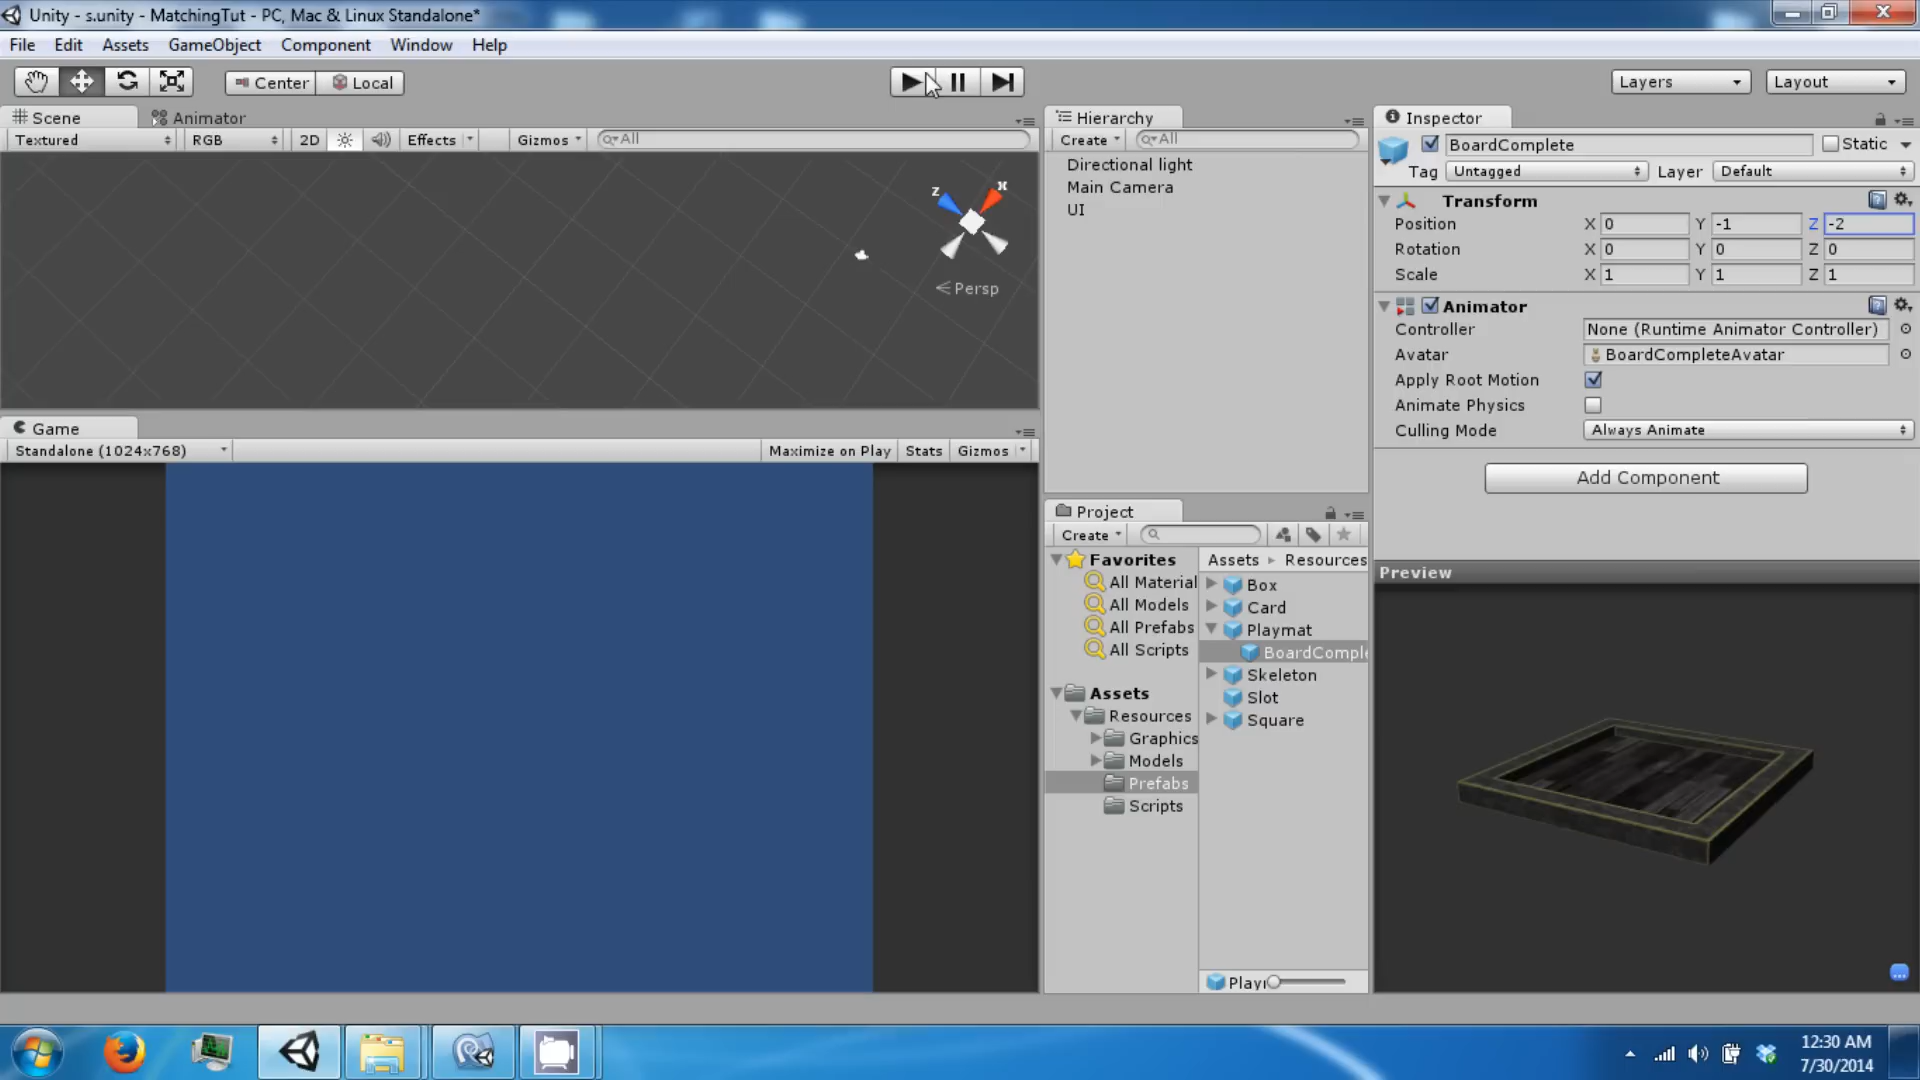 Unity - s.unity - MatchingTut - PC, Mac & Linux Standalone*
File Edit Assets GameObject Component Window Help
Center Local Layers Layout
Scene Animator
Textured RGB 2D Effects Gizmos All
z x
Persp
Game
Standalone (1024x768) Maximize on Play Stats Gizmos
Hierarchy
Create All
Directional light
Main Camera
UI
Project
Create
Favorites
All Material
All Models
All Prefabs
All Scripts
Assets
Resources
Graphics
Models
Prefabs
Scripts
Assets Resources
Box
Card
Playmat
BoardComple
Skeleton
Slot
Square
Inspector
BoardComplete Static
Tag Untagged Layer Default
Transform
Position X 0 Y -1 Z -2
Rotation X 0 Y 0 Z 0
Scale X 1 Y 1 Z 1
Animator
Controller None (Runtime Animator Controller)
Avatar BoardCompleteAvatar
Apply Root Motion
Animate Physics
Culling Mode Always Animate
Add Component
Preview
12:30 AM
7/30/2014